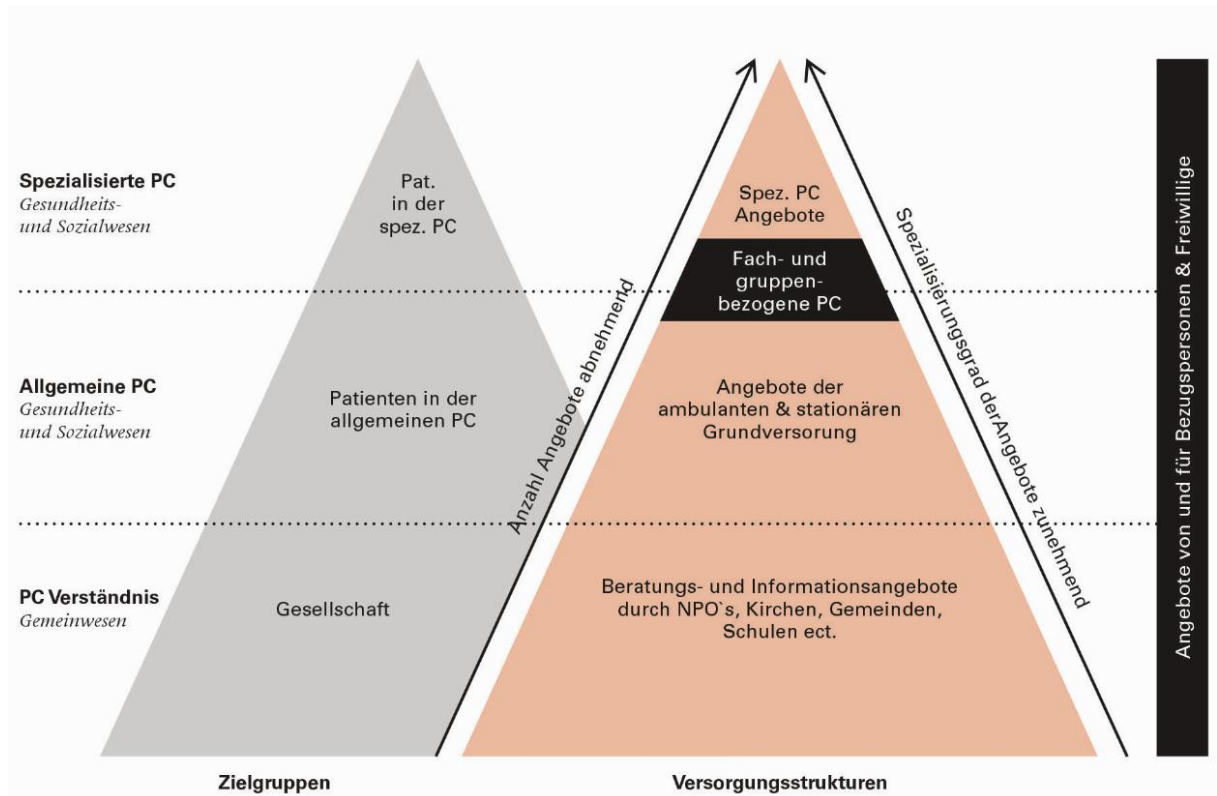 Spezialisierte PC
Gesundheits-
und Sozialwesen
Pat.
in der
spez. PC
Spez. PC
Angebote
Fach- und
gruppen-
bezogene PC
Allgemeine PC
Gesundheits-
und Sozialwesen
Patienten in der
allgemeinen PC
Anzahl Angebote abnehmend
Angebote der
ambulanten & stationären
Grundversorung
Spezialisierungsgrad derAngebote zunehmend
PC Verständnis
Gemeinwesen
Gesellschaft
Beratungs- und Informationsangebote
durch NPO`s, Kirchen, Gemeinden,
Schulen ect.
Angebote von und für Bezugspersonen & Freiwillige
Zielgruppen
Versorgungsstrukturen